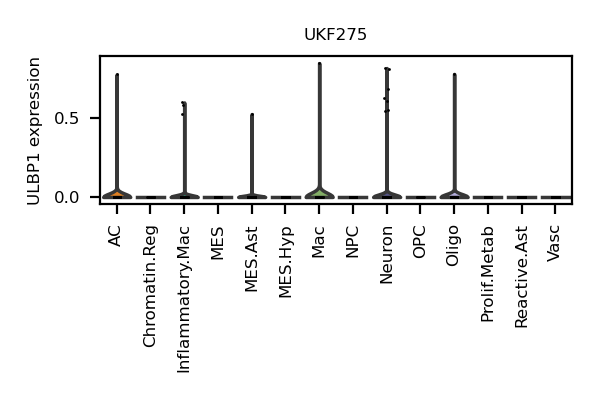 UKF275
ULBP1 expression
0.5
0.0
AC
Chromatin.Reg
Inflammatory.Mac
MES
MES.Ast
MES.Hyp
Mac
NPC
Neuron
OPC
Oligo
Prolif.Metab
Reactive.Ast
Vasc